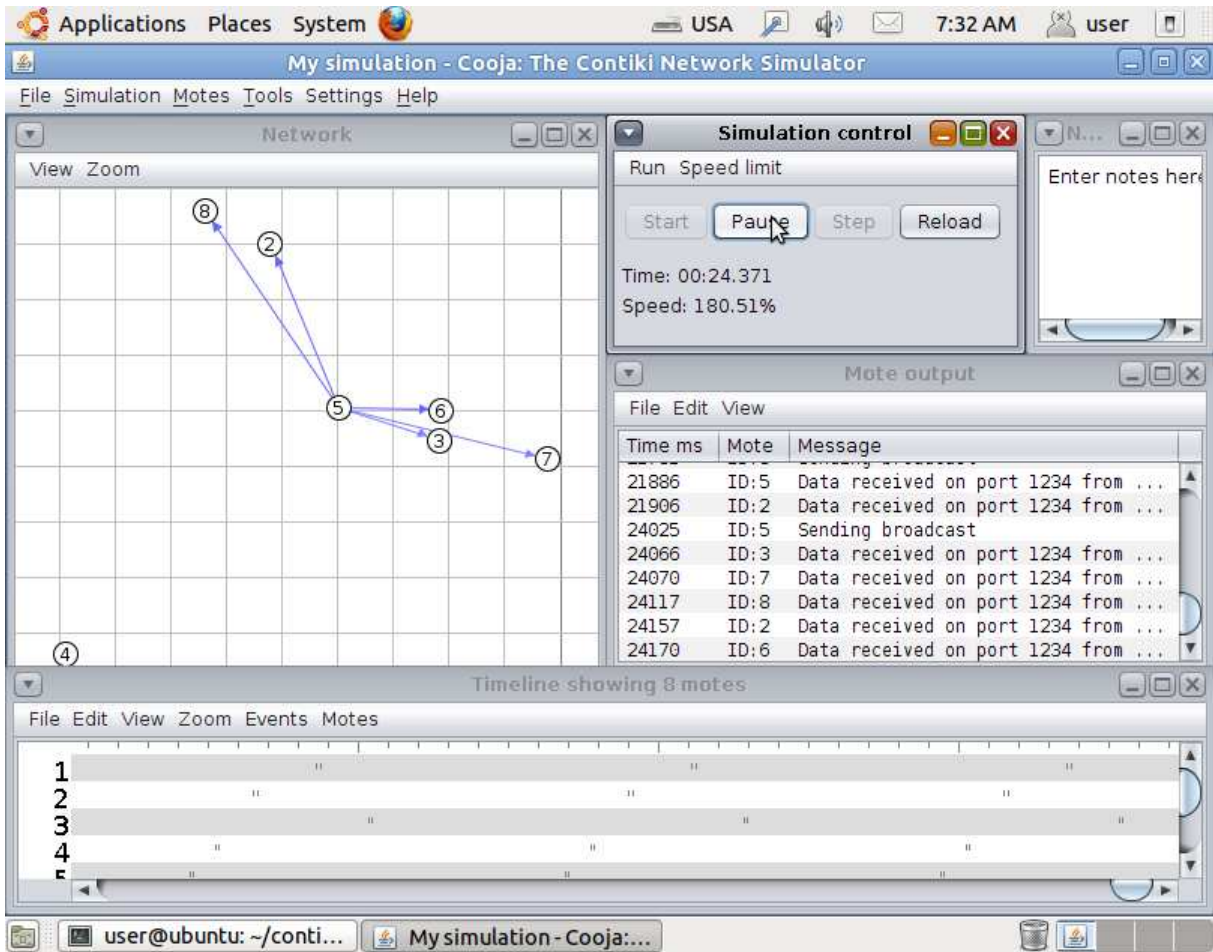 Applications Places System USA 7:32 AM user
My simulation - Cooja: The Contiki Network Simulator
File Simulation Motes Tools Settings Help
Network
View Zoom
8
2
5
6
3
7
4
Simulation control
Run Speed limit
Start Pause Step Reload
Time: 00:24.371
Speed: 180.51%
N...
Enter notes here
Mote output
File Edit View
Time ms Mote Message
21886 ID:5 Data received on port 1234 from ...
21906 ID:2 Data received on port 1234 from ...
24025 ID:5 Sending broadcast
24066 ID:3 Data received on port 1234 from ...
24070 ID:7 Data received on port 1234 from ...
24117 ID:8 Data received on port 1234 from ...
24157 ID:2 Data received on port 1234 from ...
24170 ID:6 Data received on port 1234 from ...
Timeline showing 8 motes
File Edit View Zoom Events Motes
1
2
3
4
5
user@ubuntu: ~/conti... My simulation - Cooja:...